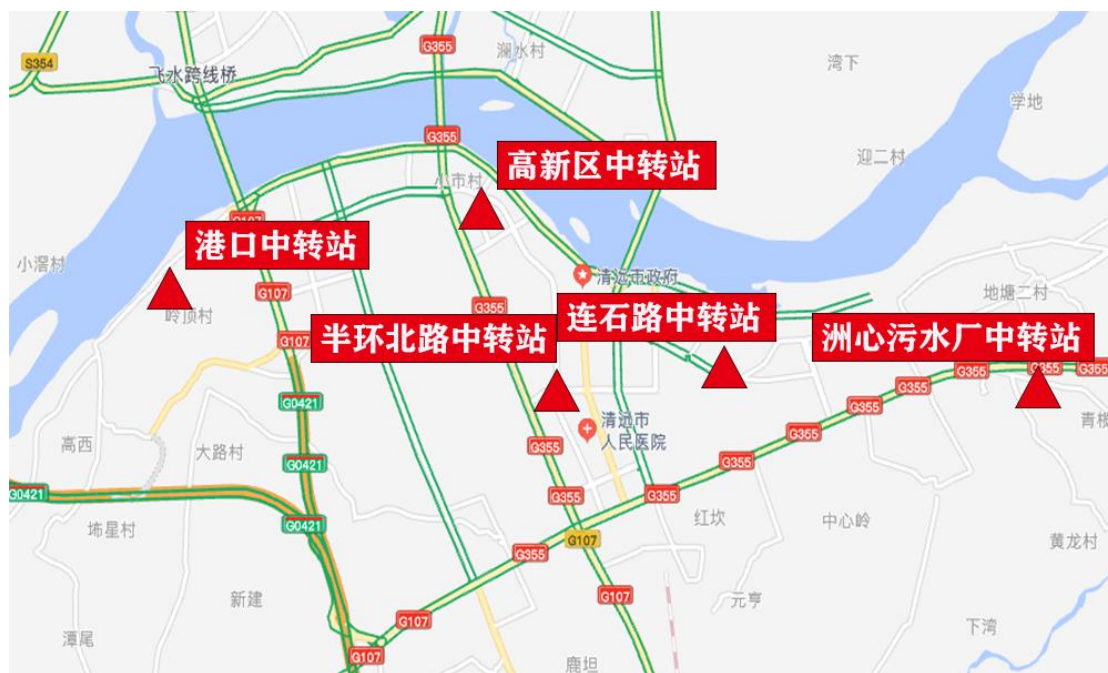 G355
澜水村
S354
飞水跨线桥
湾下
学地
G355
迎二村
高新区中转站
小市村
G107
港口中转站
小滘村
清远市政府
G107
地塘二村
G355
岭顶村
连石路中转站
半环北路中转站
洲心污水厂中转站
G107
G355
G355
G355
G355
G0421
G355
青榄
清远市
人民医院
G355
高西
大路村
G355
G355
G0421
G0421
G355
G355
G0421
红坎
中心岭
埗星村
G107
黄龙村
G355
新建
G107
元亨
G107
下湾
潭尾
G107
鹿坦